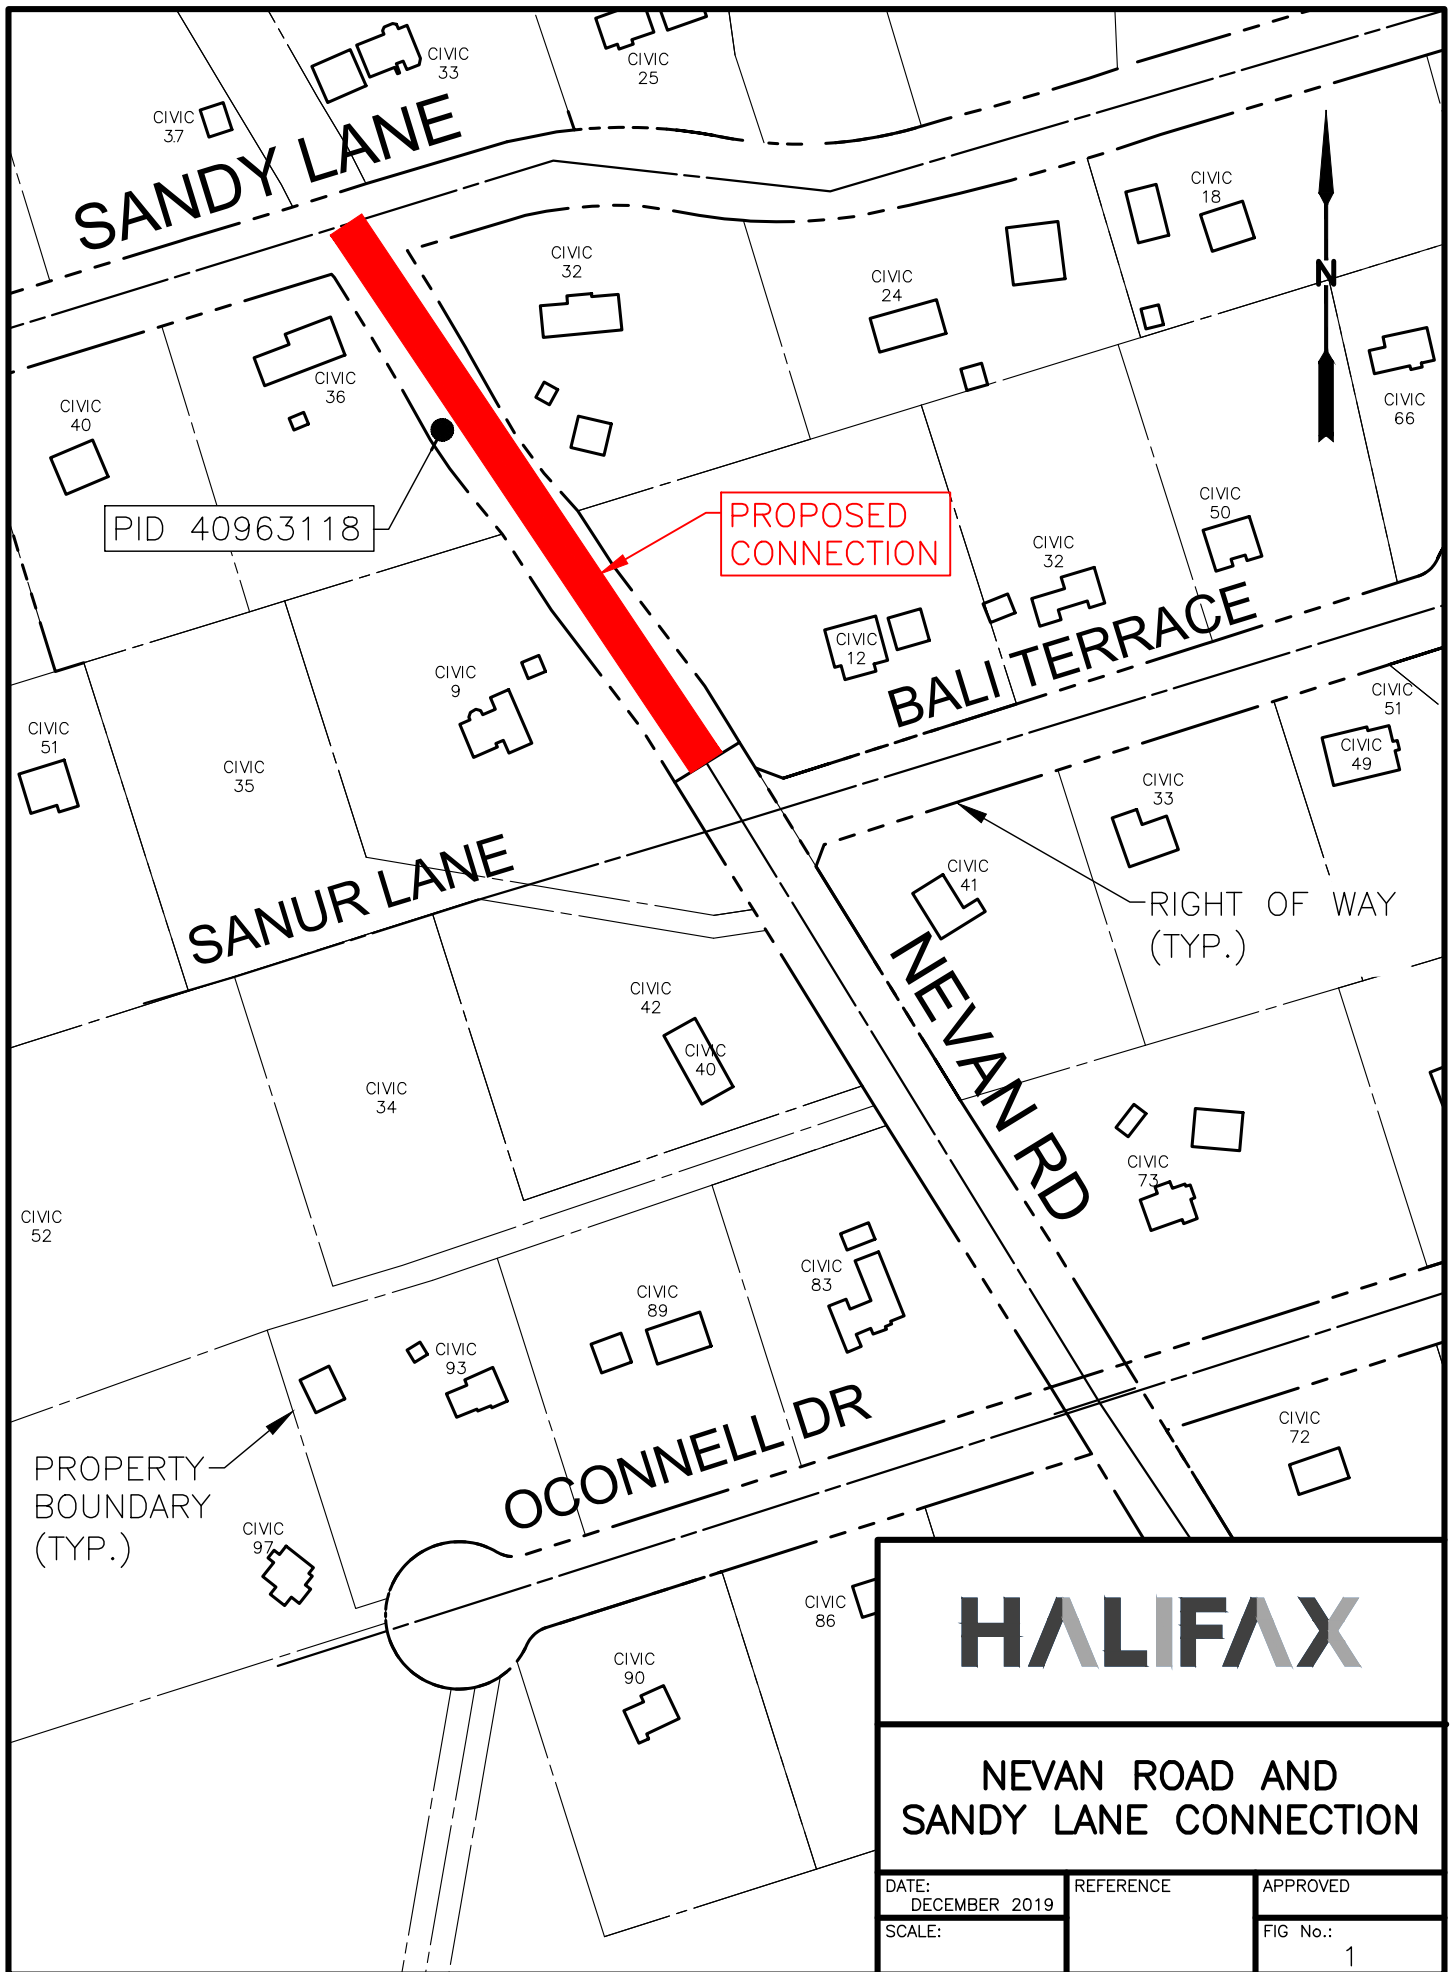 CIVIC
33
CIVIC
25
CIVIC
37
SANDY LANE
CIVIC
18
CIVIC
32
CIVIC
24
N
CIVIC
36
CIVIC
40
CIVIC
66
PID 40963118
PROPOSED
CONNECTION
CIVIC
50
CIVIC
32
CIVIC
12
BALI TERRACE
CIVIC
9
CIVIC
51
CIVIC
35
CIVIC
51
CIVIC
49
CIVIC
33
SANUR LANE
CIVIC
41
RIGHT OF WAY
(TYP.)
NEVAN RD
CIVIC
42
CIVIC
40
CIVIC
34
CIVIC
73
CIVIC
52
CIVIC
83
CIVIC
89
CIVIC
93
OCONNELL DR
CIVIC
72
PROPERTY
BOUNDARY
(TYP.)
CIVIC
97
CIVIC
86
CIVIC
90
HALIFAX
NEVAN ROAD AND
SANDY LANE CONNECTION
DATE:
DECEMBER 2019
REFERENCE
APPROVED
SCALE:
FIG No.:
1